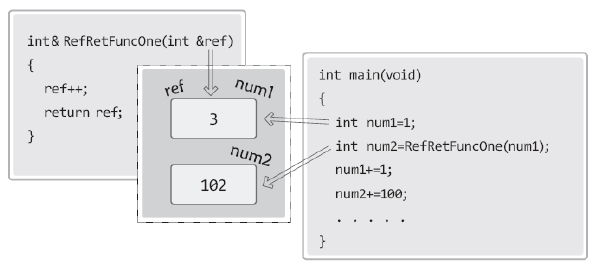 int& RefRetFuncOne(int &ref)
{
ref++;
return ref;
}
ref
num1
3
num2
102
int main(void)
{
int num1=1;
int num2=RefRetFuncOne(num1);
num1+=1;
num2+=100;
. . . . .
}